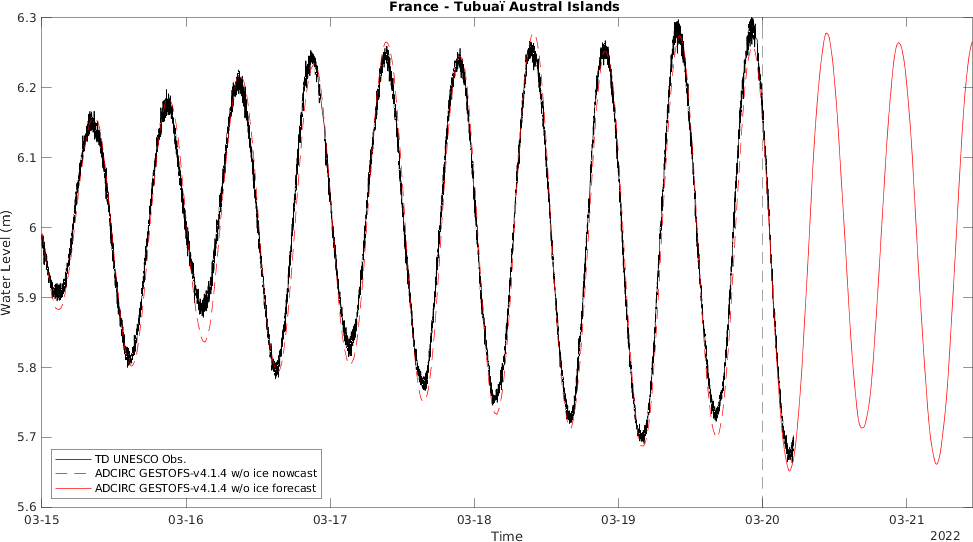 France - Tubuaï Austral Islands
6.3
6.2
6.1
6
5.9
5.8
5.7
5.6
Water Level (m)
TD UNESCO Obs.
ADCIRC GESTOFS-v4.1.4 w/o ice nowcast
ADCIRC GESTOFS-v4.1.4 w/o ice forecast
03-15 03-16 03-17 03-18 03-19 03-20 03-21
Time
2022